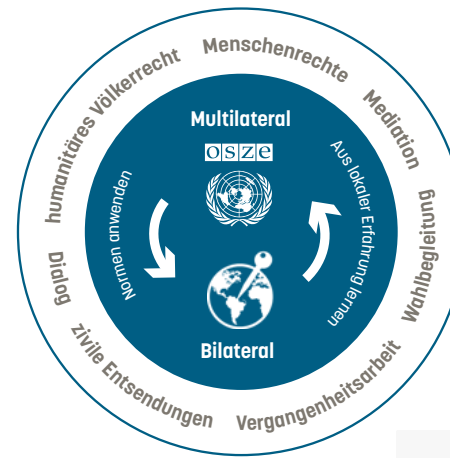 humanitäres Völkerrecht
Menschenrechte
Mediation
Wahlbegleitung
Vergangenheitsarbeit
zivile Entsendungen
Dialog
Multilateral
osze
Normen anwenden
Aus lokaler Erfahrung lernen
Bilateral